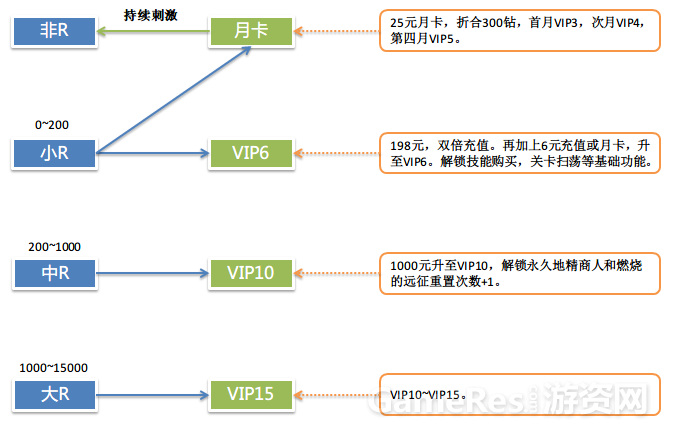 持续刺激
非R
月卡
25元月卡，折合300钻，首月VIP3，次月VIP4，
第四月VIP5。
0~200
小R
VIP6
198元，双倍充值。再加上6元充值或月卡，升
至VIP6。解锁技能购买，关卡扫荡等基础功能。
200~1000
中R
VIP10
1000元升至VIP10，解锁永久地精商人和燃烧
的远征重置次数+1。
1000~15000
大R
VIP15
VIP10~VIP15。
GameRes.com游资网